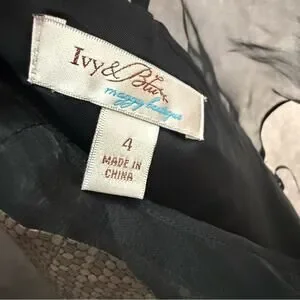 Ivy & Blu
maggy boutique
4
MADE IN
CHINA